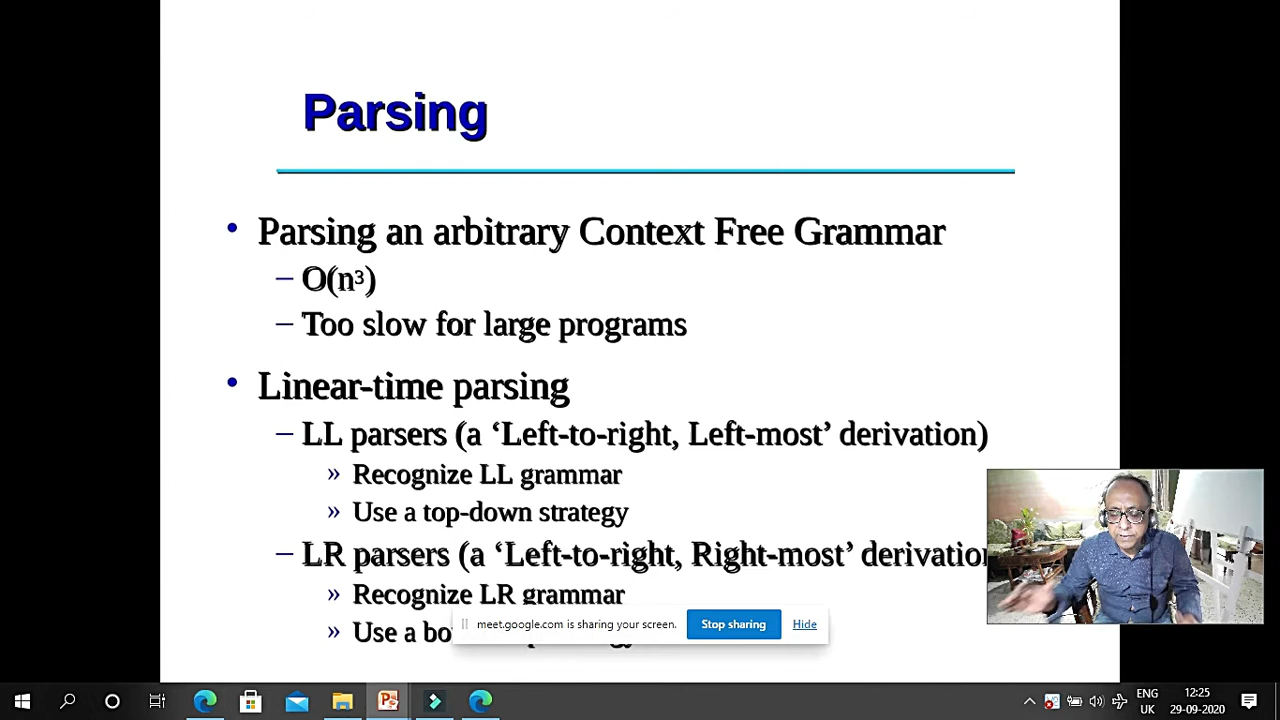 Parsing
• Parsing an arbitrary Context Free Grammar
– O(n³)
– Too slow for large programs
• Linear-time parsing
– LL parsers (a ‘Left-to-right, Left-most’ derivation)
» Recognize LL grammar
» Use a top-down strategy
– LR parsers (a ‘Left-to-right, Right-most’ derivation
» Recognize LR grammar
» Use a
meet.google.com is sharing your screen.
Stop sharing
Hide
ENG
UK
12:25
29-09-2020